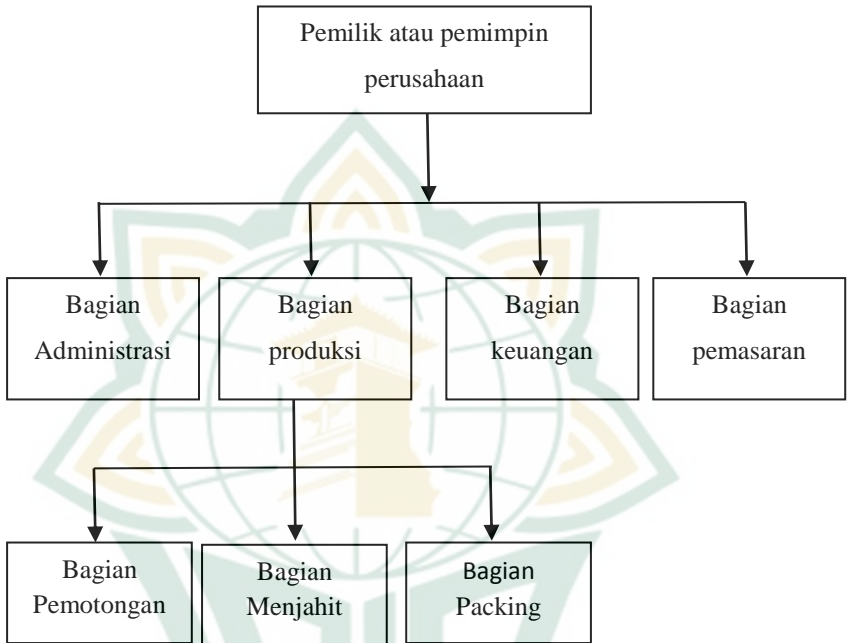 Pemilik atau pemimpin
perusahaan
Bagian
Administrasi
Bagian
produksi
Bagian
keuangan
Bagian
pemasaran
Bagian
Pemotongan
Bagian
Menjahit
Bagian
Packing